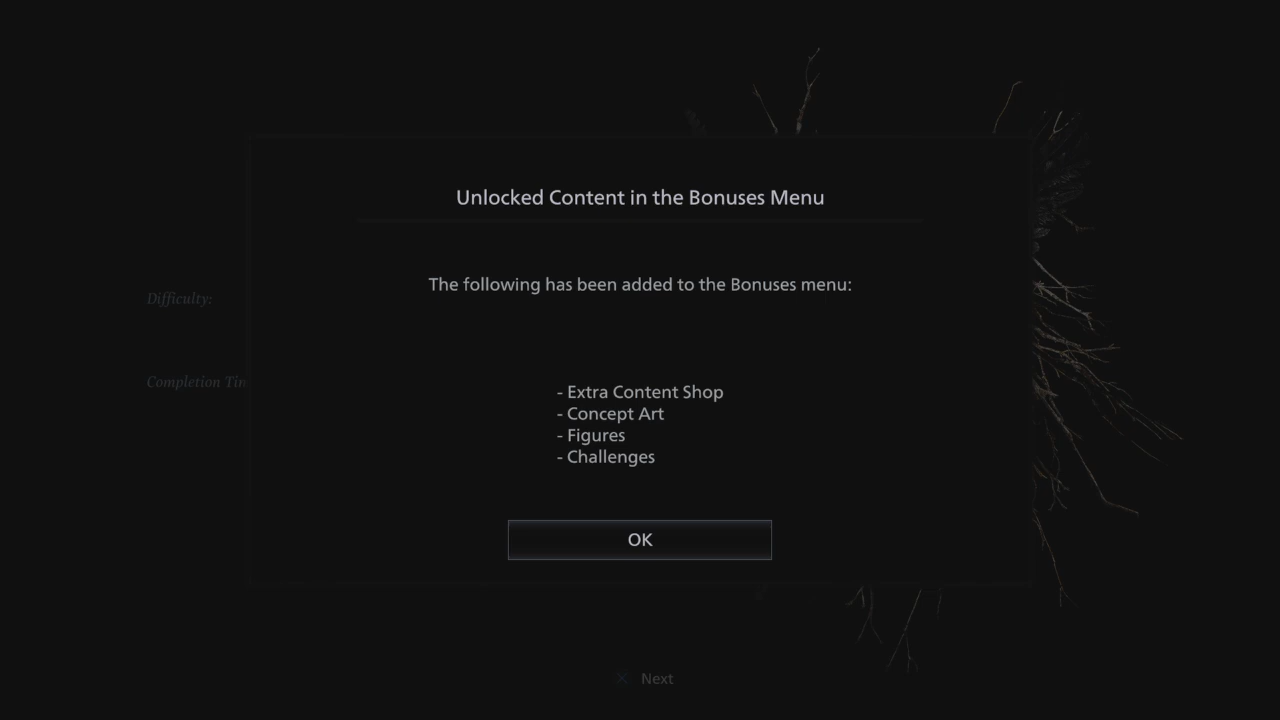 Unlocked Content in the Bonuses Menu
The following has been added to the Bonuses menu:
Difficulty:
Completion Tim
- Extra Content Shop
- Concept Art
- Figures
- Challenges
OK
Next